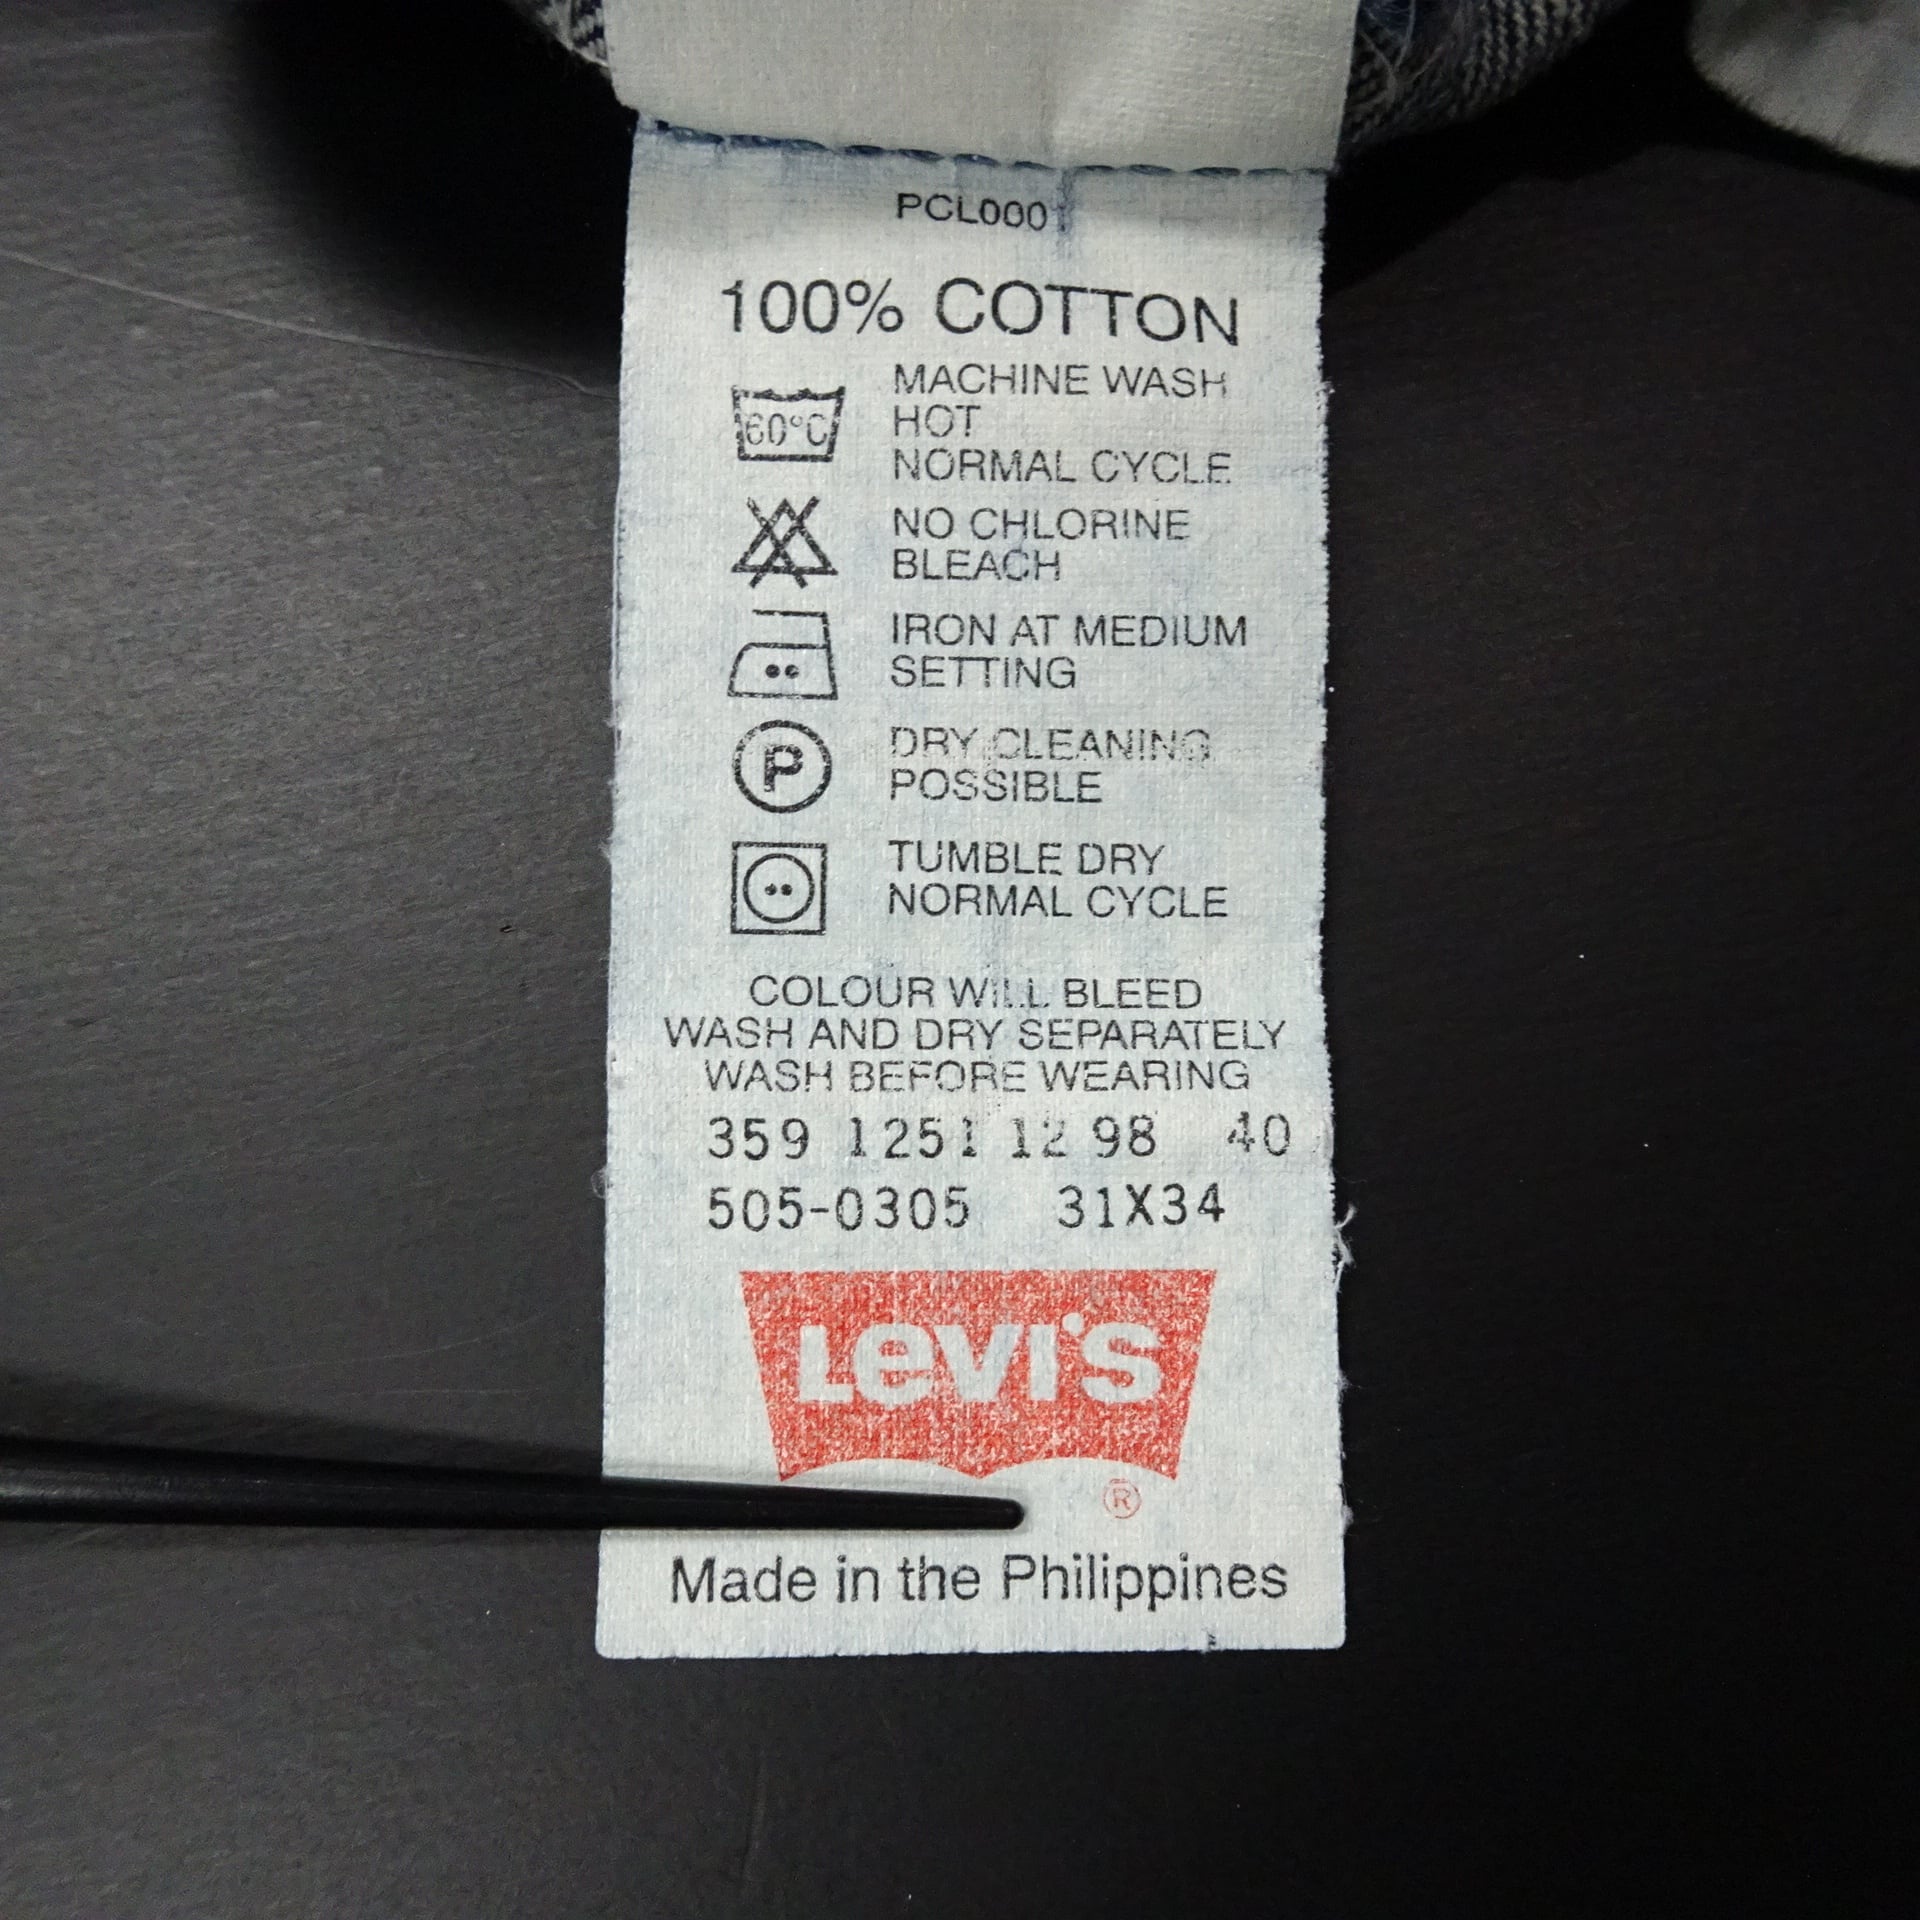 PCL000
100% COTTON
60°C
MACHINE WASH
HOT
NORMAL CYCLE
NO CHLORINE
BLEACH
IRON AT MEDIUM
SETTING
P
DRY CLEANING
POSSIBLE
TUMBLE DRY
NORMAL CYCLE
COLOUR WILL BLEED
WASH AND DRY SEPARATELY
WASH BEFORE WEARING
359 1251 12 98 40
505-0305 31X34
LEVI'S
®
Made in the Philippines